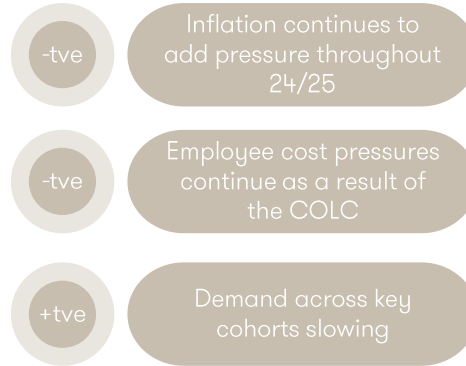 -tve
Inflation continues to
add pressure throughout
24/25
-tve
Employee cost pressures
continue as a result of
the COLC
+tve
Demand across key
cohorts slowing